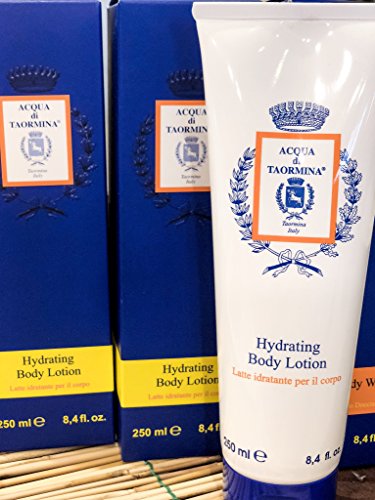 ACQUA
di
TAORMINA®
Taormina
Italy
Hydrating
Body Lotion
Latte idratante per il corpo
250 ml e
8,4 fl. oz.
ACQUA
di
TAORMINA®
Taormina
Italy
Hydrating
Body Lotion
Latte idratante per il corpo
250 ml e
8,4 fl.
ACQUA
di
TAORMINA®
Taormina
Italy
Hydrating
Body Lotion
Latte idratante per il corpo
250 ml e
8,4 fl. oz.